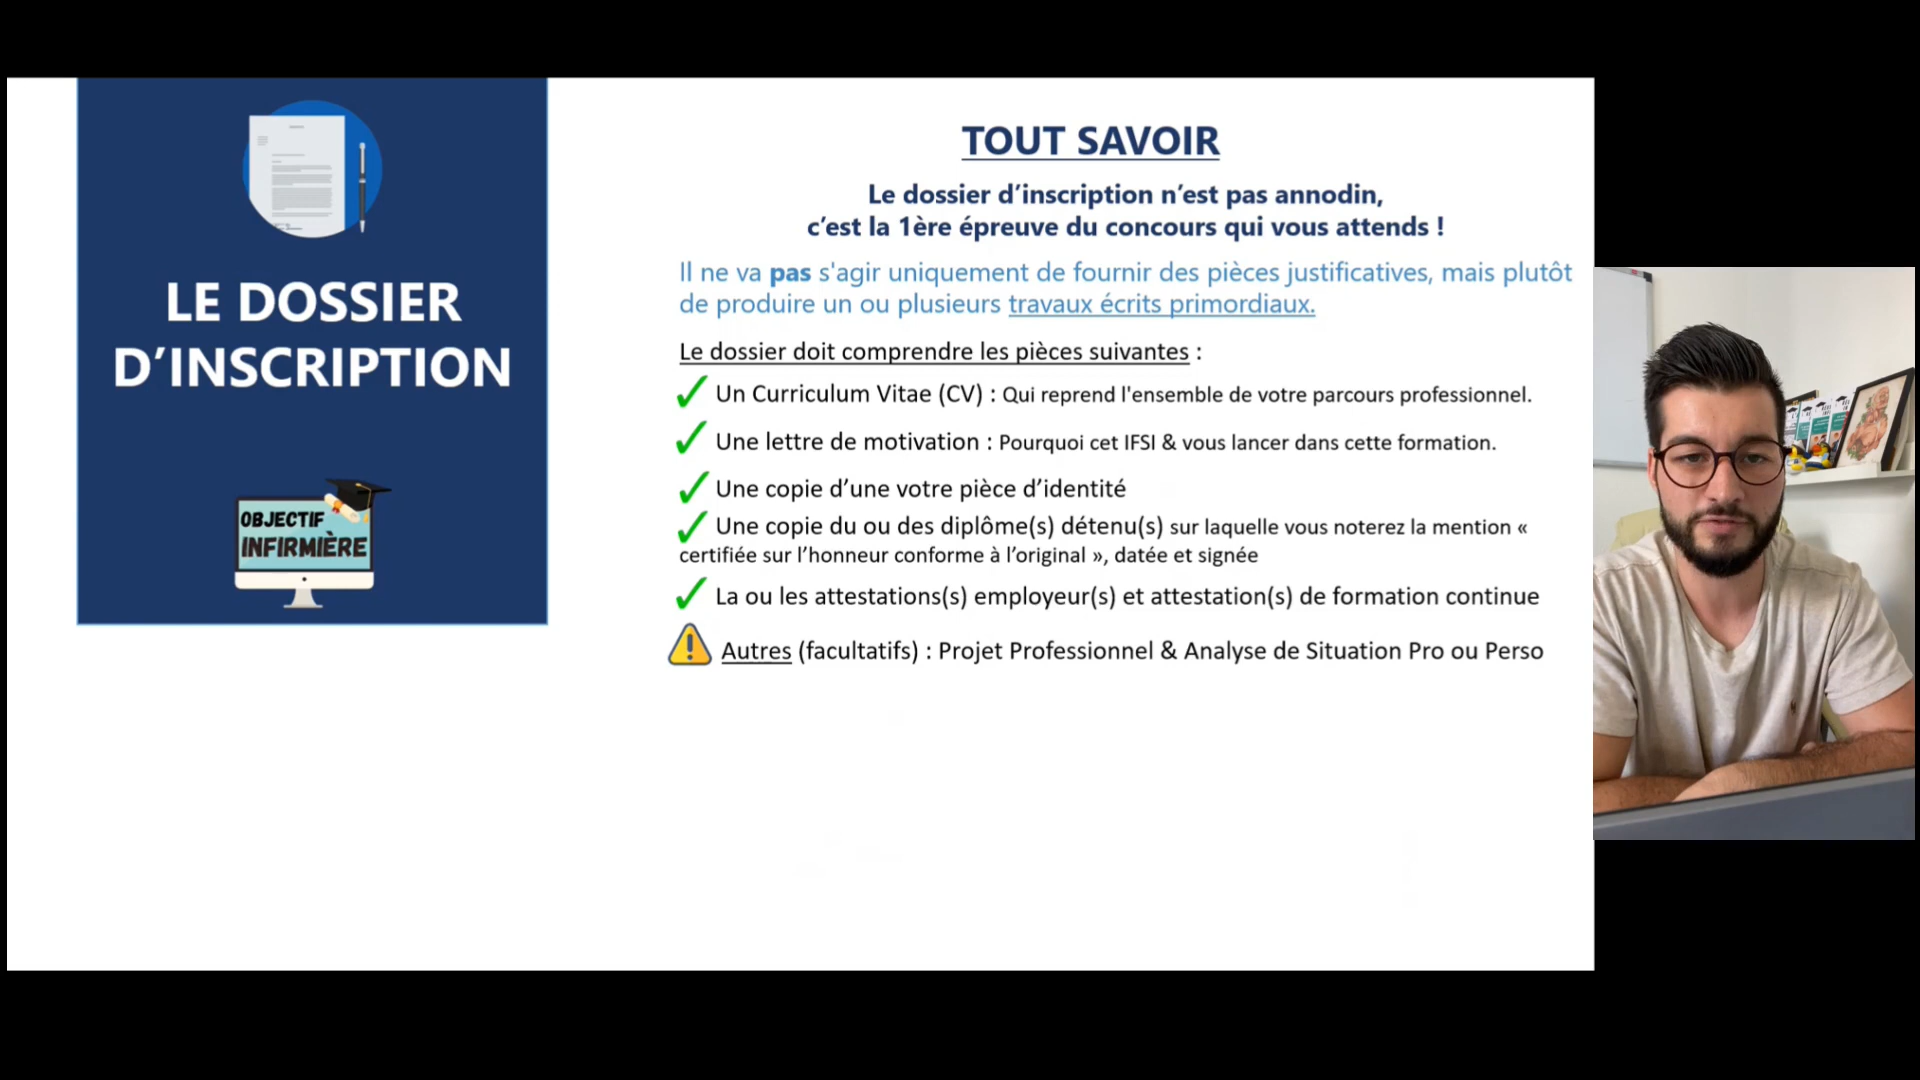 LE DOSSIER
D’INSCRIPTION
OBJECTIF
INFIRMIÈRE
TOUT SAVOIR
Le dossier d’inscription n’est pas annodin,
c’est la 1ère épreuve du concours qui vous attends !
Il ne va pas s'agir uniquement de fournir des pièces justificatives, mais plutôt
de produire un ou plusieurs travaux écrits primordiaux.
Le dossier doit comprendre les pièces suivantes :
Un Curriculum Vitae (CV) : Qui reprend l'ensemble de votre parcours professionnel.
Une lettre de motivation : Pourquoi cet IFSI & vous lancer dans cette formation.
Une copie d’une votre pièce d’identité
Une copie du ou des diplôme(s) détenu(s) sur laquelle vous noterez la mention «
certifiée sur l’honneur conforme à l’original », datée et signée
La ou les attestations(s) employeur(s) et attestation(s) de formation continue
Autres (facultatifs) : Projet Professionnel & Analyse de Situation Pro ou Perso